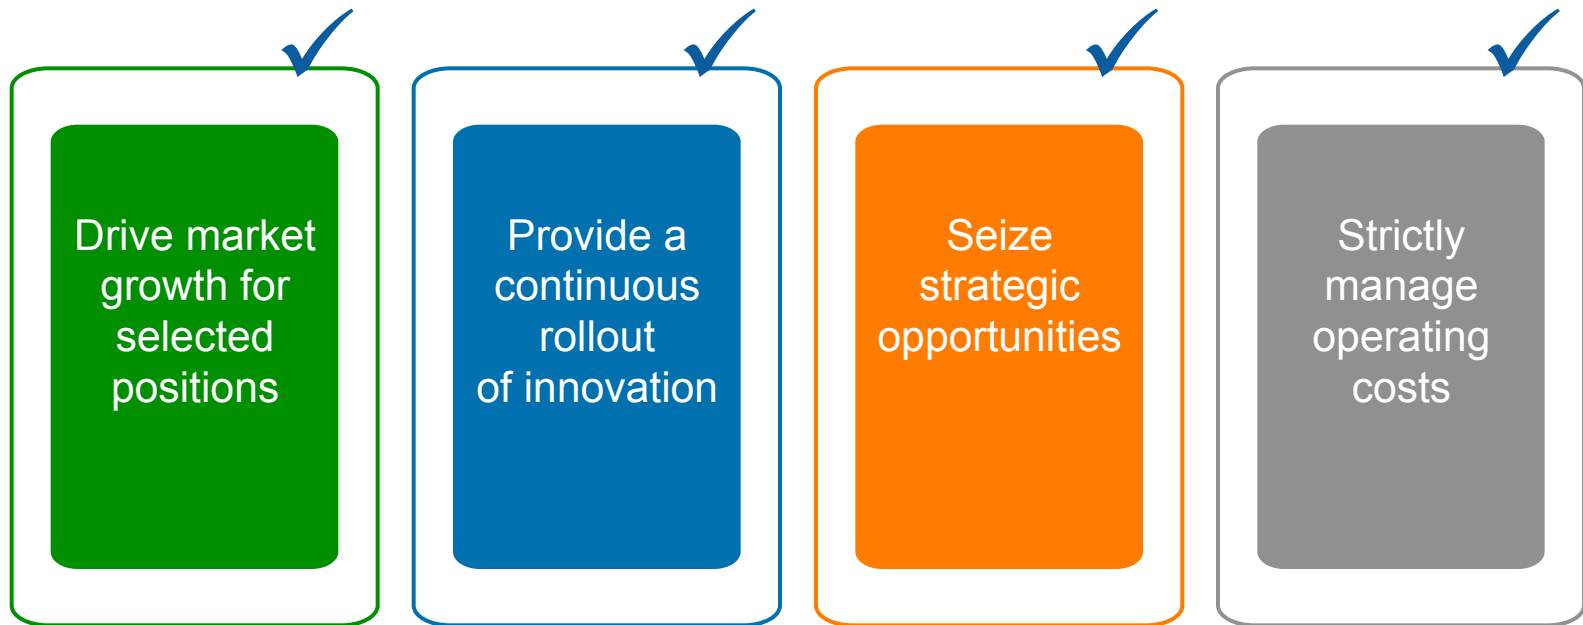 Drive market
growth for
selected
positions
Provide a
continuous
rollout
of innovation
Seize
strategic
opportunities
Strictly
manage
operating
costs